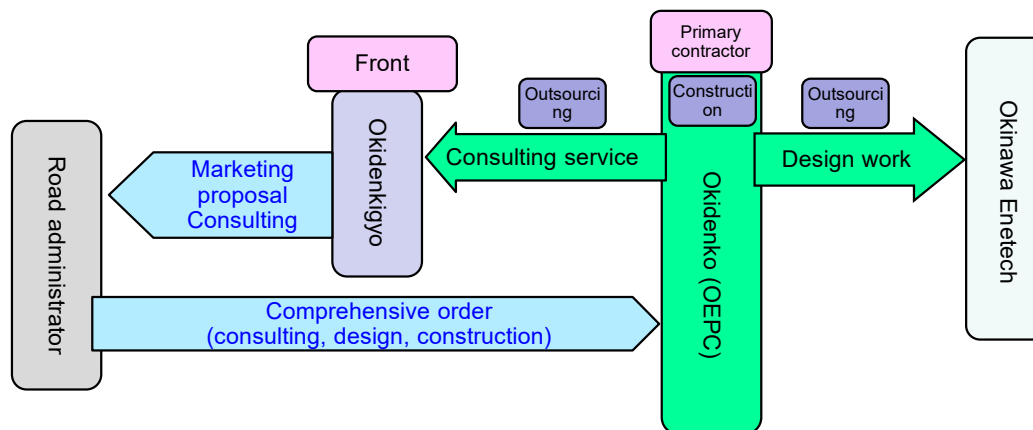 Primary
contractor
Front
Outsourci
ng
Constructi
on
Outsourci
ng
Road administrator
Marketing
proposal
Consulting
Okidenkigyo
Consulting service
Okidenko (OEPC)
Design work
Okinawa Enetech
Comprehensive order
(consulting, design, construction)